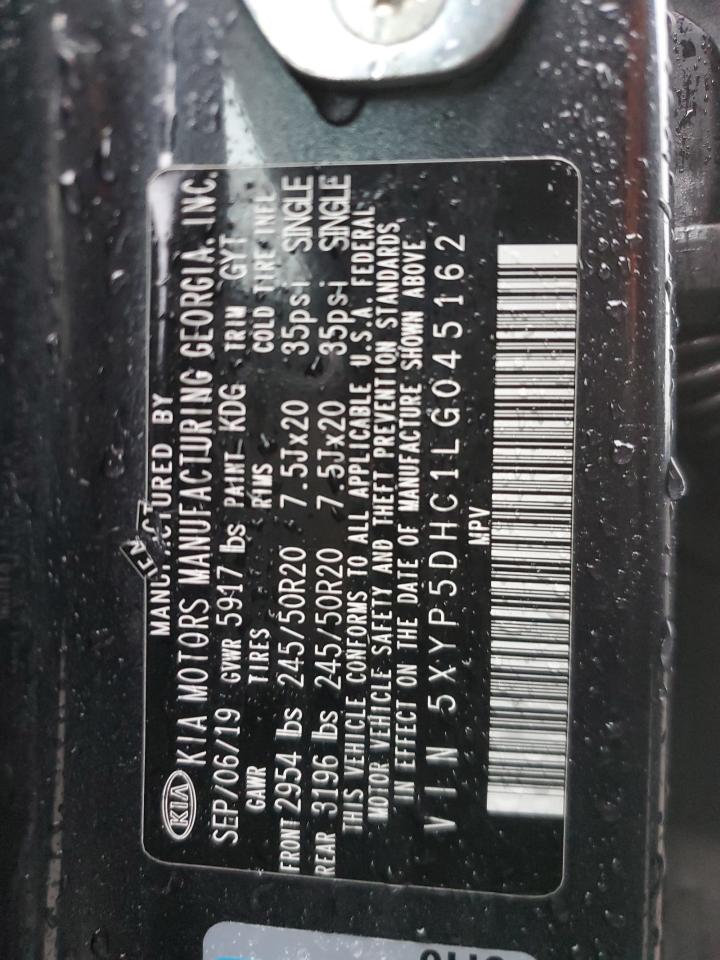 MANUFACTURED BY
KIA KIA MOTORS MANUFACTURING GEORGIA. INC.
SEP/06/19 GVWR 5917 lbs PAINT KDG TRIM GYT
GAWR TIRES RIMS COLD TIRE INFL
FRONT 2954 lbs 245/50R20 7.5Jx20 35psi SINGLE
REAR 3196 lbs 245/50R20 7.5Jx20 35psi SINGLE
THIS VEHICLE CONFORMS TO ALL APPLICABLE U.S.A. FEDERAL
MOTOR VEHICLE SAFETY AND THEFT PREVENTION STANDARDS
IN EFFECT ON THE DATE OF MANUFACTURE SHOWN ABOVE
VIN 5XYP5DHC1LG045162
MPV